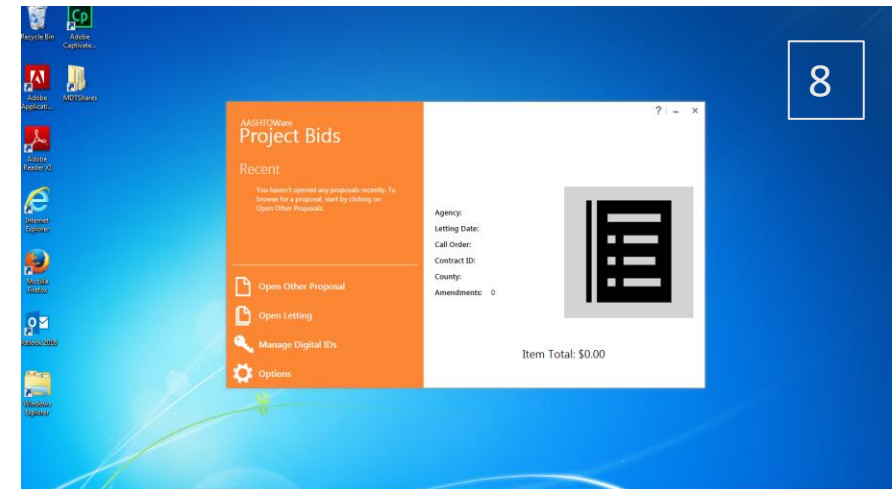 Recycle Bin
Adobe
Captivate...
8
Adobe
Applicati...
MDTShares
Adobe
Reader XI
Internet
Explorer
Mozilla
Firefox
Outlook 2016
Windows
Explorer
AASHTOWare
Project Bids
Recent
You haven't opened any proposals recently. To
browse for a proposal, start by clicking on
Open Other Proposals.
Open Other Proposal
Open Letting
Manage Digital IDs
Options
Agency:
Letting Date:
Call Order:
Contract ID:
County:
Amendments: 0
Item Total: $0.00